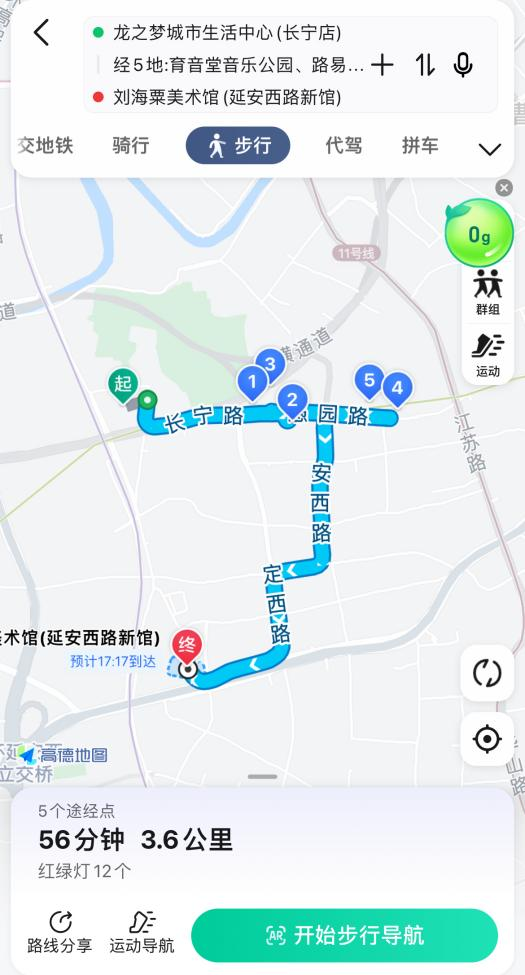 龙之梦城市生活中心(长宁店)
经5地:育音堂音乐公园、路易...
刘海粟美术馆(延安西路新馆)
交地铁
骑行
步行
代驾
拼车
0g
11号线
群组
横通道
运动
道
起
1
3
2
5
4
长宁路
愚园路
江苏路
安西路
定西路
术馆(延安西路新馆)
终
预计17:17到达
高德地图
立交桥
山路
5个途经点
56分钟 3.6公里
红绿灯12个
路线分享
运动导航
AR
开始步行导航